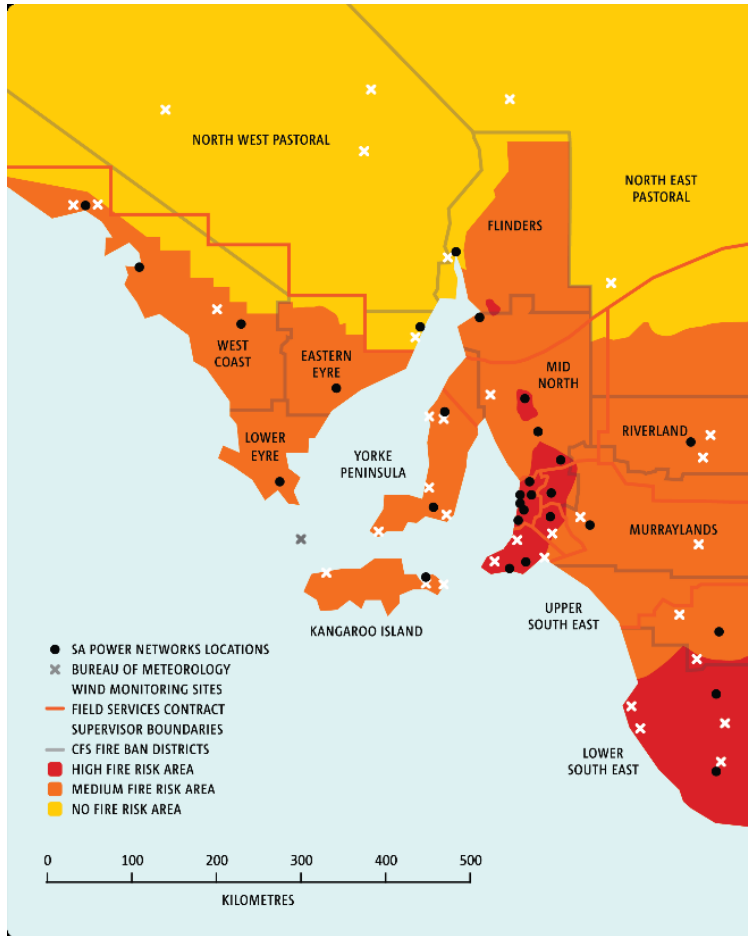 NORTH WEST PASTORAL
NORTH EAST
PASTORAL
FLINDERS
WEST
COAST
EASTERN
EYRE
MID
NORTH
LOWER
EYRE
YORKE
PENINSULA
RIVERLAND
MURRAYLANDS
KANGAROO ISLAND
UPPER
SOUTH EAST
LOWER
SOUTH EAST
SA POWER NETWORKS LOCATIONS
BUREAU OF METEOROLOGY
WIND MONITORING SITES
FIELD SERVICES CONTRACT
SUPERVISOR BOUNDARIES
CFS FIRE BAN DISTRICTS
HIGH FIRE RISK AREA
MEDIUM FIRE RISK AREA
NO FIRE RISK AREA
0 100 200 300 400 500
KILOMETRES